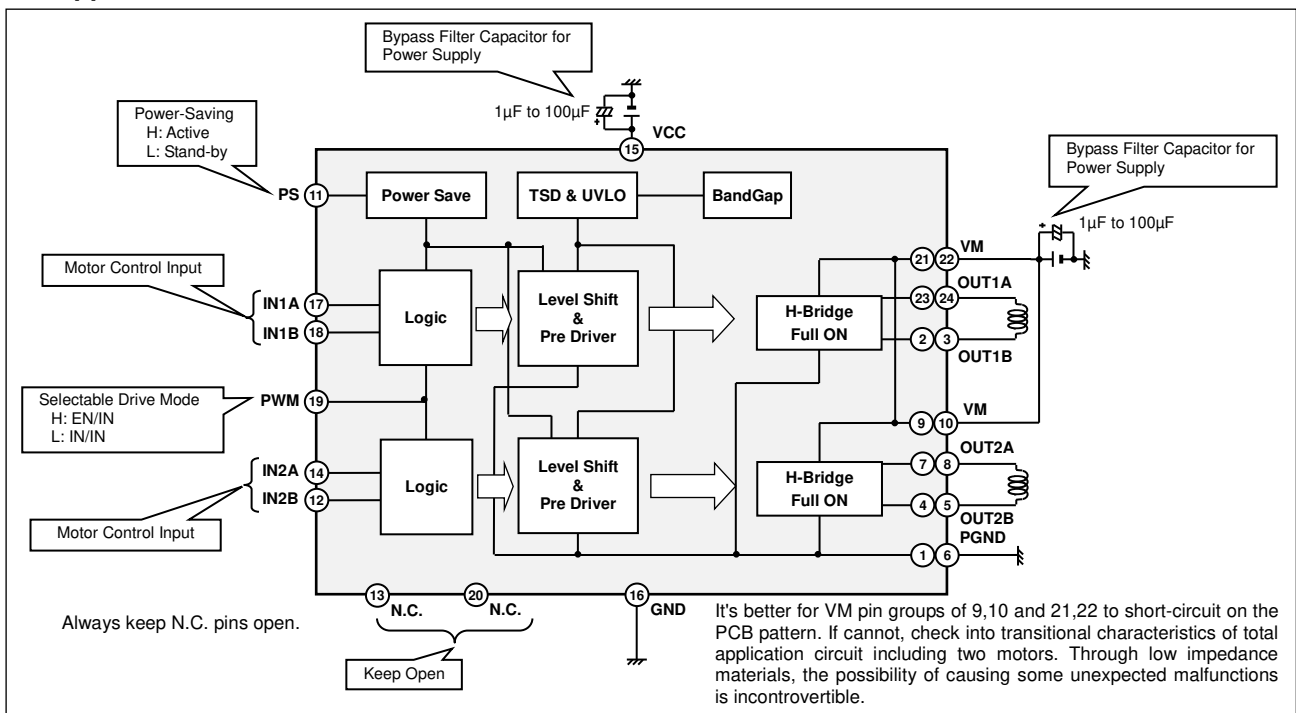 Bypass Filter Capacitor for
Power Supply
1µF to 100µF
+
VCC
15
Power-Saving
H: Active
L: Stand-by
Bypass Filter Capacitor for
Power Supply
+
1µF to 100µF
PS 11
Power Save
TSD & UVLO
BandGap
21 22 VM
Motor Control Input
IN1A 17
IN1B 18
Logic
Level Shift
&
Pre Driver
H-Bridge
Full ON
OUT1A
23 24
2 3
OUT1B
Selectable Drive Mode
H: EN/IN
L: IN/IN
PWM 19
VM
9 10
IN2A 14
IN2B 12
Motor Control Input
Logic
Level Shift
&
Pre Driver
H-Bridge
Full ON
OUT2A
7 8
4 5
OUT2B
PGND
1 6
13 N.C.
20 N.C.
16 GND
Always keep N.C. pins open.
Keep Open
It's better for VM pin groups of 9,10 and 21,22 to short-circuit on the
PCB pattern. If cannot, check into transitional characteristics of total
application circuit including two motors. Through low impedance
materials, the possibility of causing some unexpected malfunctions
is incontrovertible.